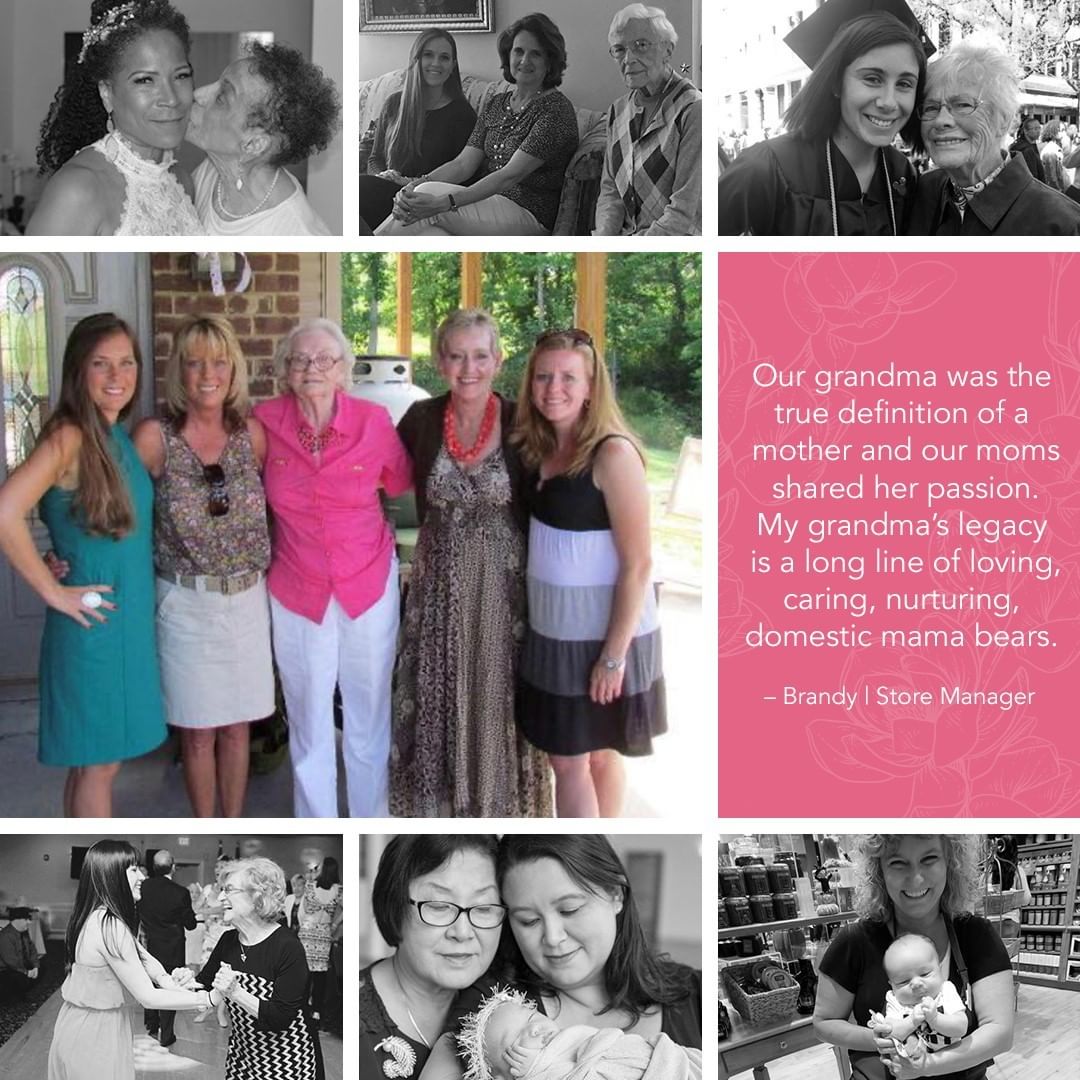 Our grandma was the
true definition of a
mother and our moms
shared her passion.
My grandma’s legacy
is a long line of loving,
caring, nurturing,
domestic mama bears.
– Brandy | Store Manager